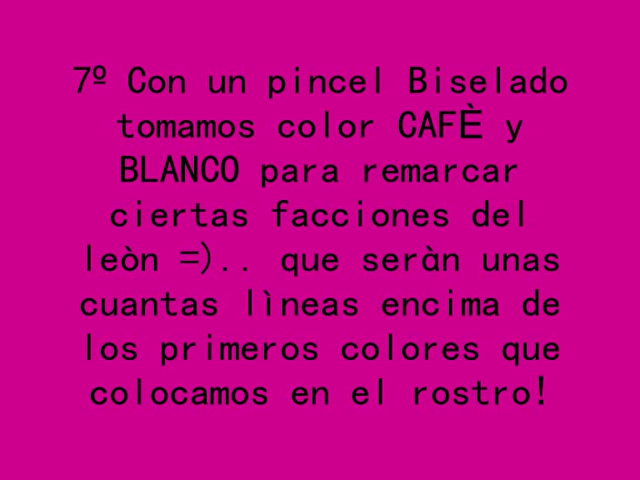 7º Con un pincel Biselado
tomamos color CAFÈ y
BLANCO para remarcar
ciertas facciones del
leòn =).. que seràn unas
cuantas lìneas encima de
los primeros colores que
colocamos en el rostro!